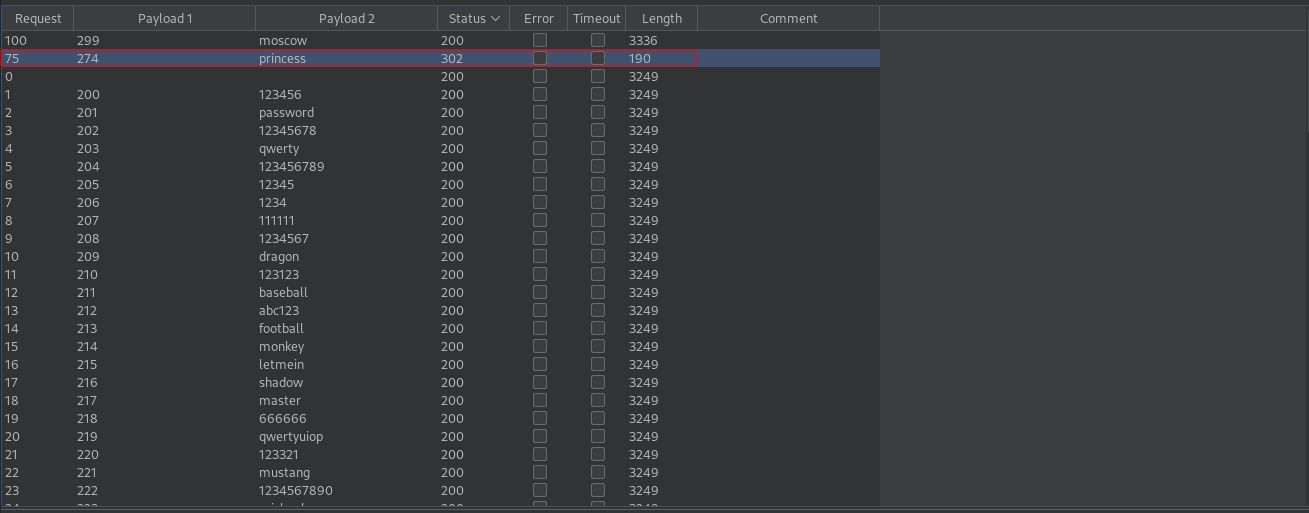 Request Payload 1 Payload 2 Status Error Timeout Length Comment
100 299 moscow 200 3336
75 274 princess 302 190
0 200 3249
1 200 123456 200 3249
2 201 password 200 3249
3 202 12345678 200 3249
4 203 qwerty 200 3249
5 204 123456789 200 3249
6 205 12345 200 3249
7 206 1234 200 3249
8 207 111111 200 3249
9 208 1234567 200 3249
10 209 dragon 200 3249
11 210 123123 200 3249
12 211 baseball 200 3249
13 212 abc123 200 3249
14 213 football 200 3249
15 214 monkey 200 3249
16 215 letmein 200 3249
17 216 shadow 200 3249
18 217 master 200 3249
19 218 666666 200 3249
20 219 qwertyuiop 200 3249
21 220 123321 200 3249
22 221 mustang 200 3249
23 222 1234567890 200 3249